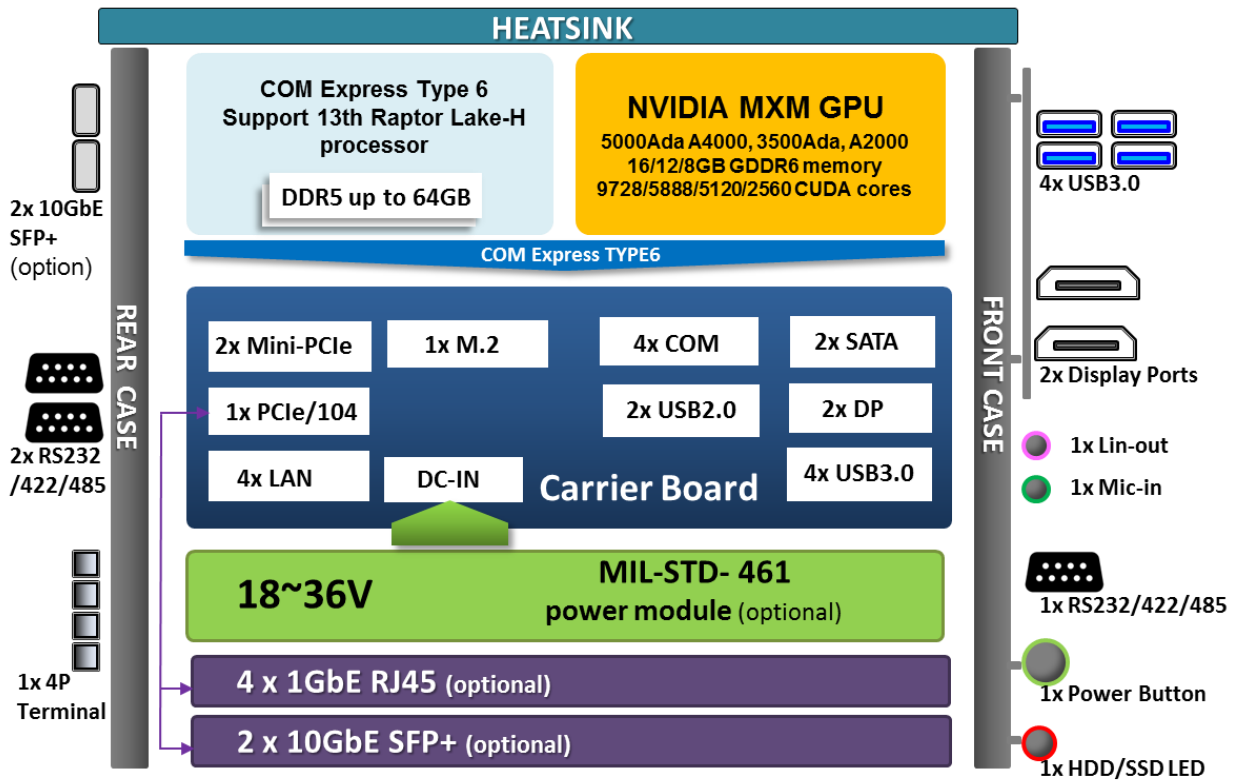 HEATSINK
COM Express Type 6
Support 13th Raptor Lake-H
processor
DDR5 up to 64GB
NVIDIA MXM GPU
5000Ada A4000, 3500Ada, A2000
16/12/8GB GDDR6 memory
9728/5888/5120/2560 CUDA cores
COM Express TYPE6
2x 10GbE
SFP+
(option)
REAR CASE
2x RS232
/422/485
1x 4P
Terminal
2x Mini-PCIe
1x M.2
4x COM
2x SATA
1x PCIe/104
2x USB2.0
2x DP
4x LAN
DC-IN
Carrier Board
4x USB3.0
18~36V
MIL-STD- 461
power module (optional)
4 x 1GbE RJ45 (optional)
2 x 10GbE SFP+ (optional)
FRONT CASE
4x USB3.0
2x Display Ports
1x Lin-out
1x Mic-in
1x RS232/422/485
1x Power Button
1x HDD/SSD LED